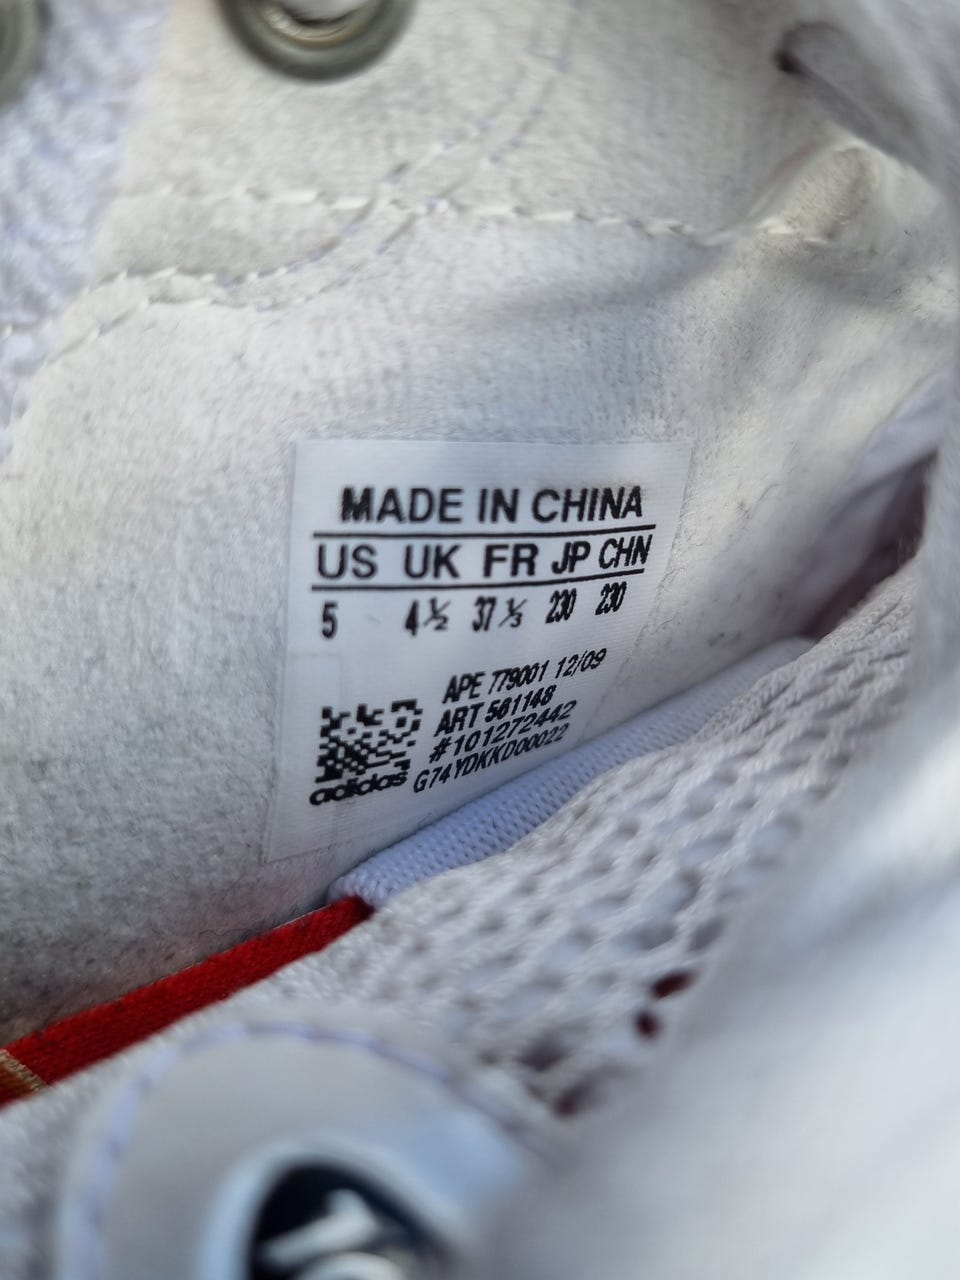 MADE IN CHINA
US UK FR JP CHN
5 4½ 37⅓ 230 230
APE 779001 12/09
ART 561148
#101272442
G74YDKKD00022
adidas